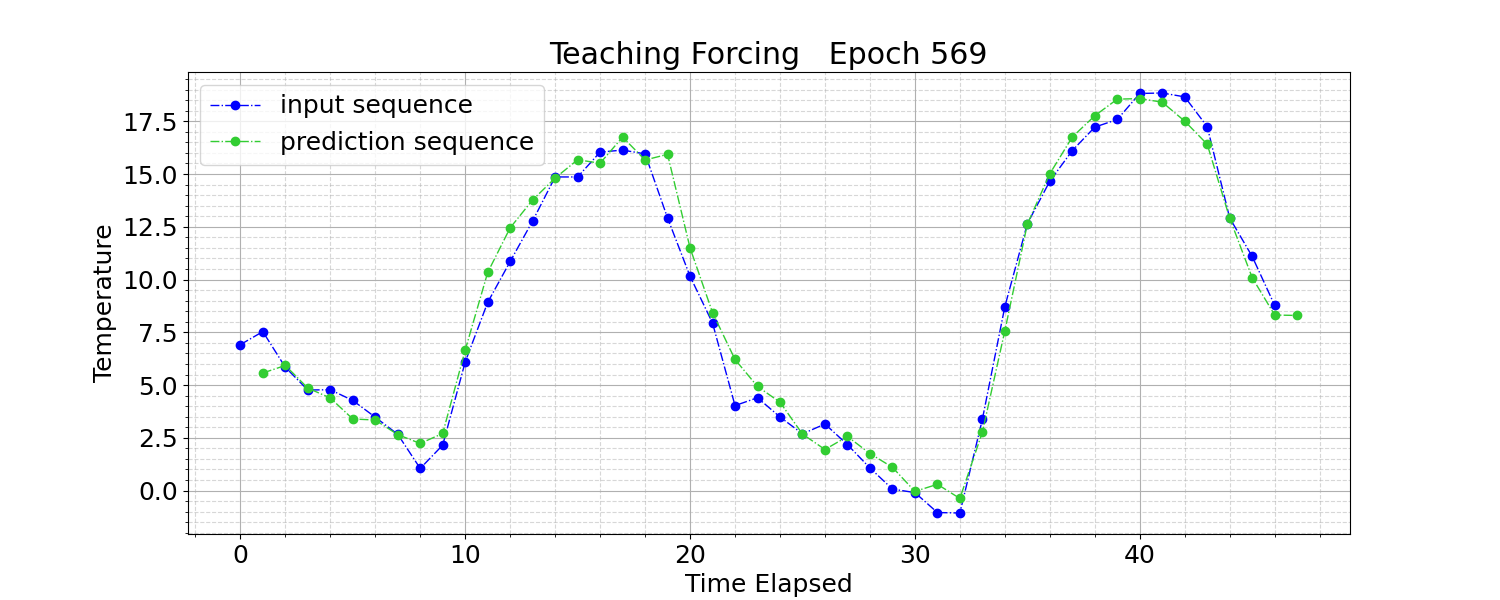 Teaching Forcing   Epoch 569
input sequence
prediction sequence
17.5
15.0
12.5
10.0
7.5
5.0
2.5
0.0
Temperature
0 10 20 30 40
Time Elapsed